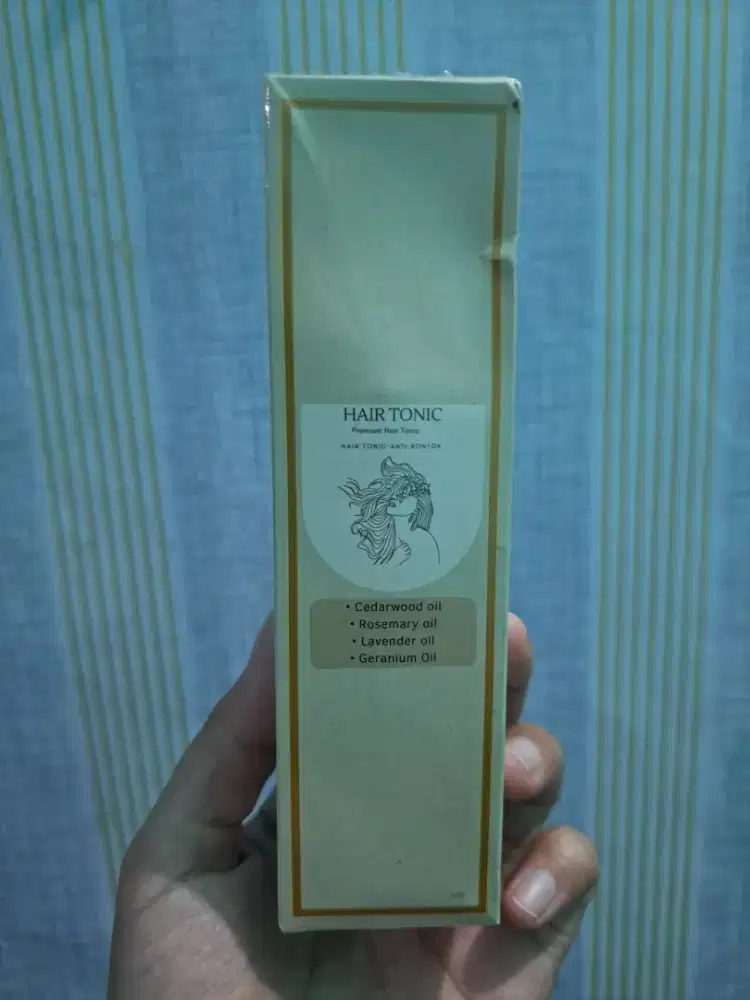 HAIR TONIC
Premium Hair Tonic
HAIR TONIC ANTI RONTOK
• Cedarwood oil
• Rosemary oil
• Lavender oil
• Geranium Oil